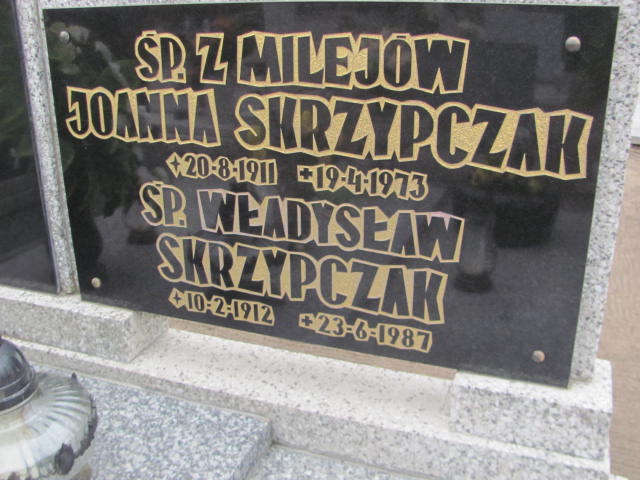 ŚP. Z MILEJÓW
JOANNA SKRZYPCZAK
+20-8-1911 +19-4-1973
ŚP. WŁADYSŁAW
SKRZYPCZAK
+10-2-1912 +23-6-1987